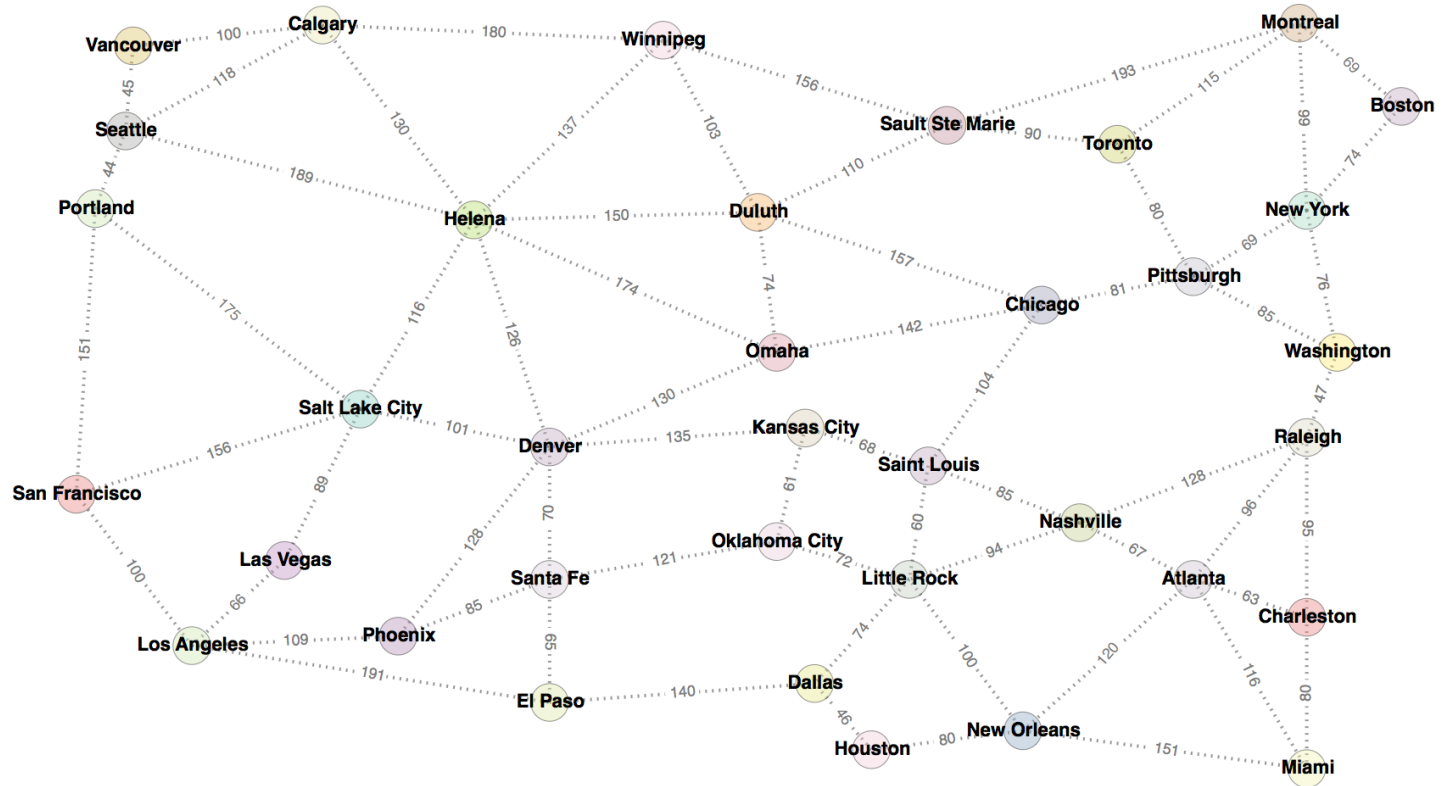 Montreal
Calgary
Vancouver
100
180
Winnipeg
69
193
115
118
156
45
Boston
99
Seattle
130
137
103
Sault Ste Marie
90
Toronto
74
44
110
189
Portland
Helena
150
Duluth
80
New York
69
157
Pittsburgh
174
81
76
175
116
74
Chicago
85
126
142
151
Omaha
Washington
104
130
47
Salt Lake City
101
Kansas City
Denver
135
68
Raleigh
156
Saint Louis
89
61
85
128
San Francisco
96
95
70
60
Nashville
128
Oklahoma City
100
Las Vegas
121
72
94
67
Santa Fe
Little Rock
Atlanta
66
85
63
Charleston
109
Phoenix
74
Los Angeles
65
100
120
191
116
80
140
Dallas
El Paso
46
New Orleans
80
151
Houston
Miami